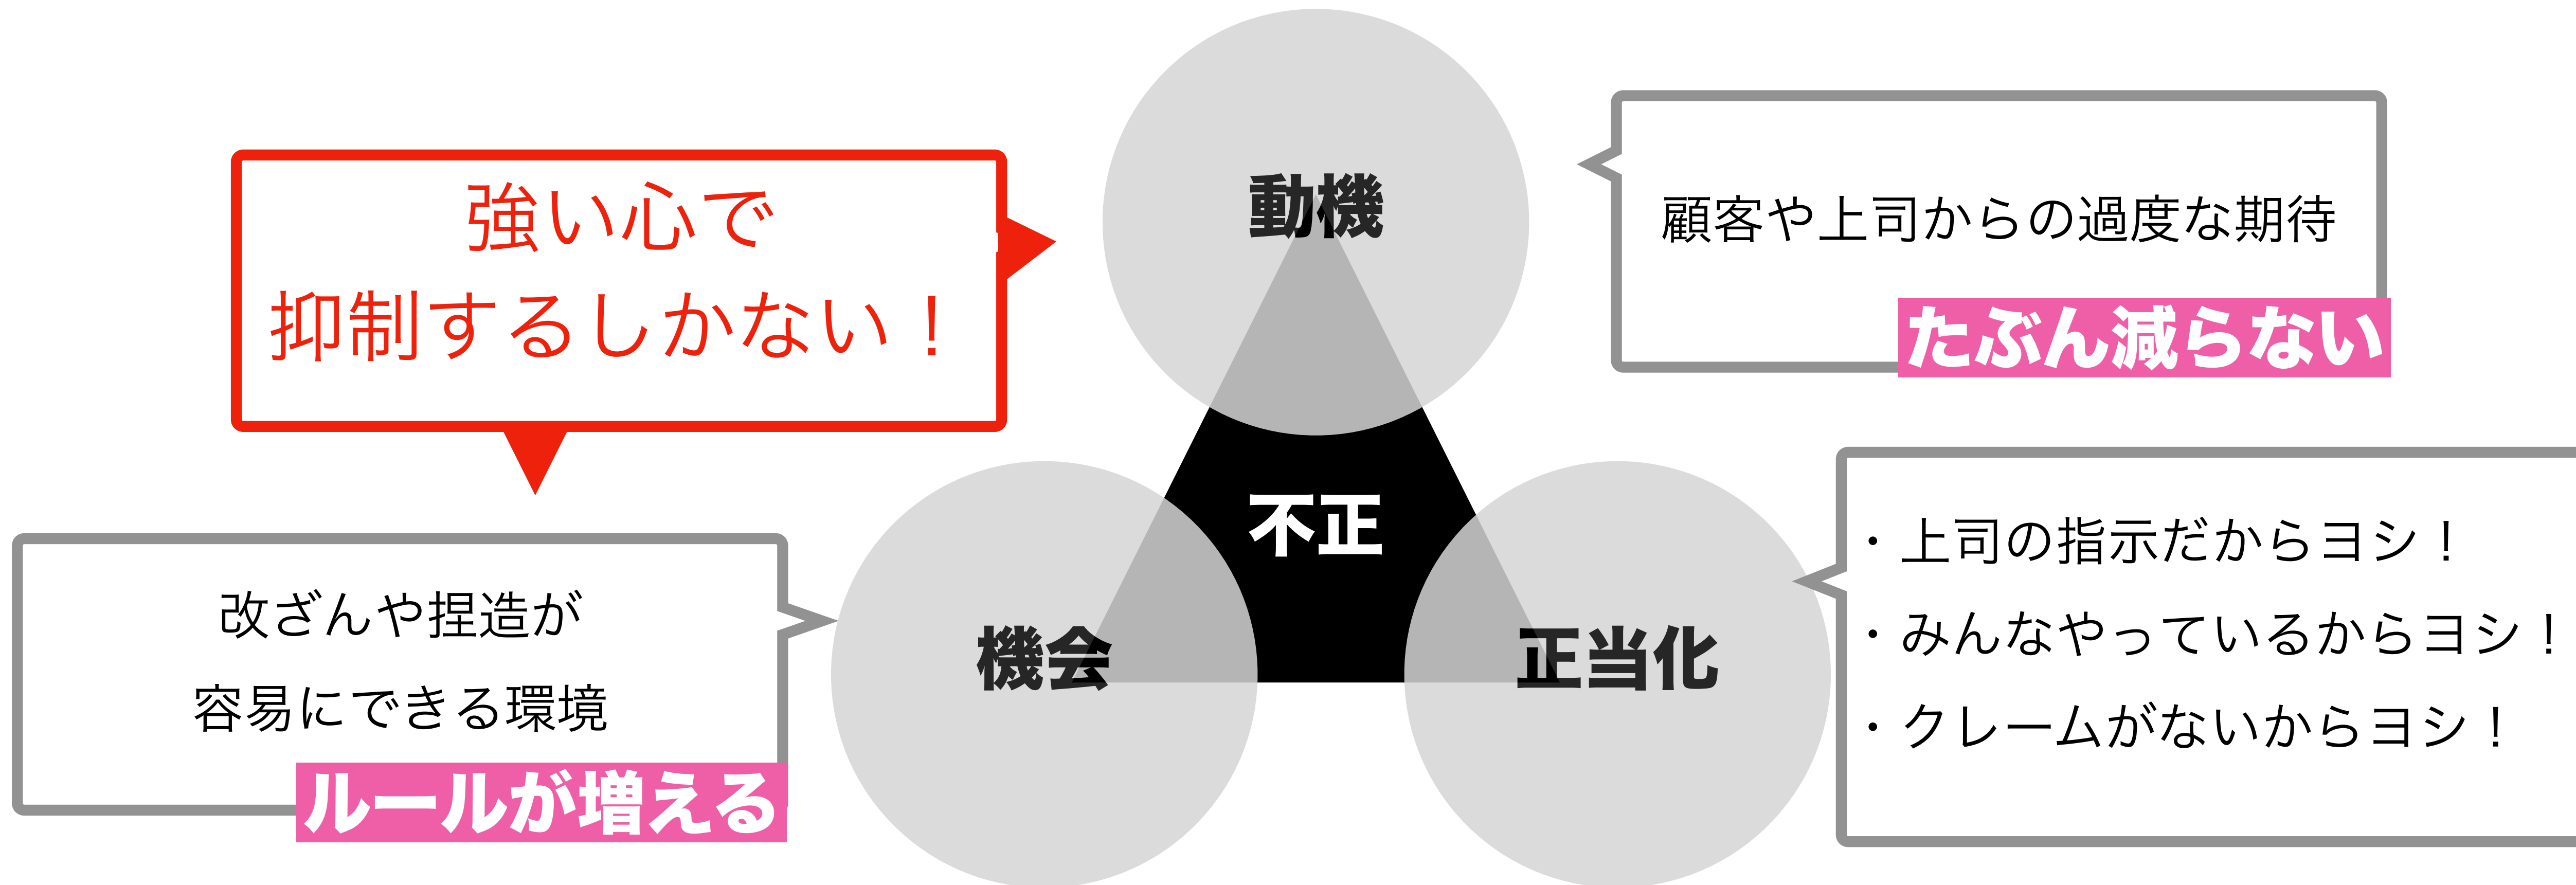 動機
強い心で
抑制するしかない！
顧客や上司からの過度な期待
たぶん減らない
不正
機会
正当化
改ざんや捏造が
容易にできる環境
ルールが増える
・上司の指示だからヨシ！
・みんなやっているからヨシ！
・クレームがないからヨシ！